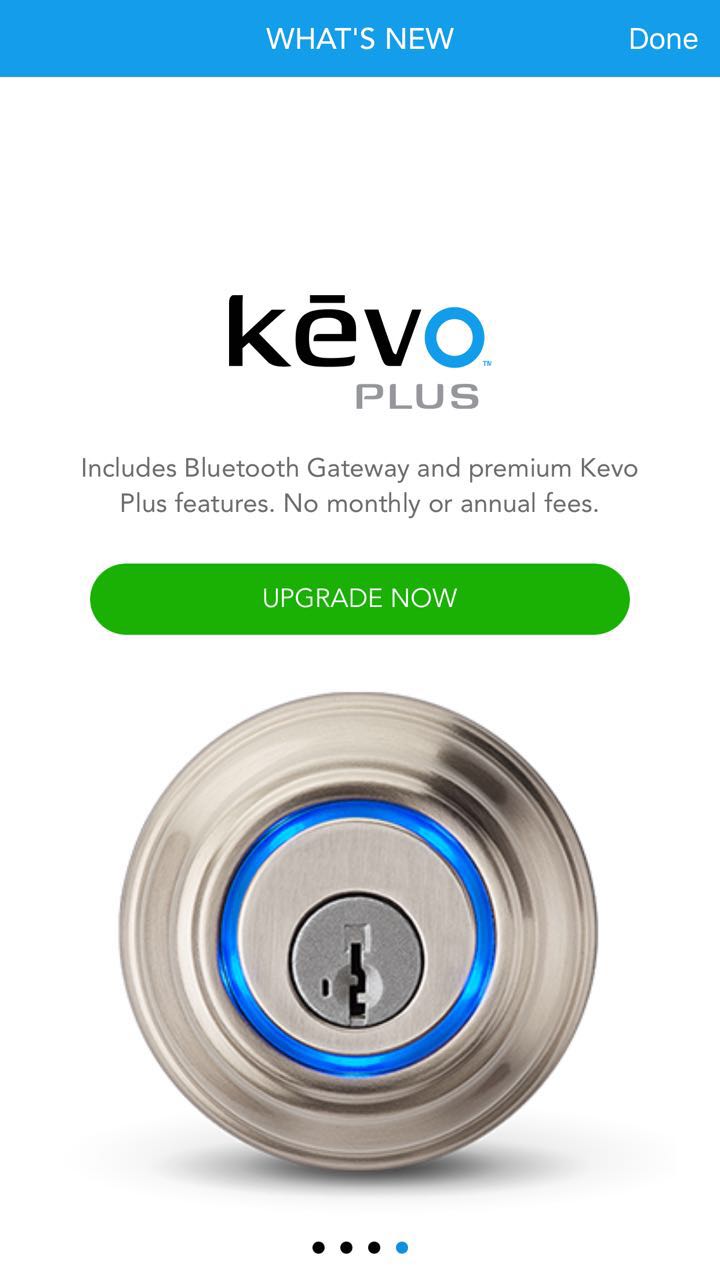 WHAT'S NEW
Done
kēvo™
PLUS
Includes Bluetooth Gateway and premium Kevo
Plus features. No monthly or annual fees.
UPGRADE NOW